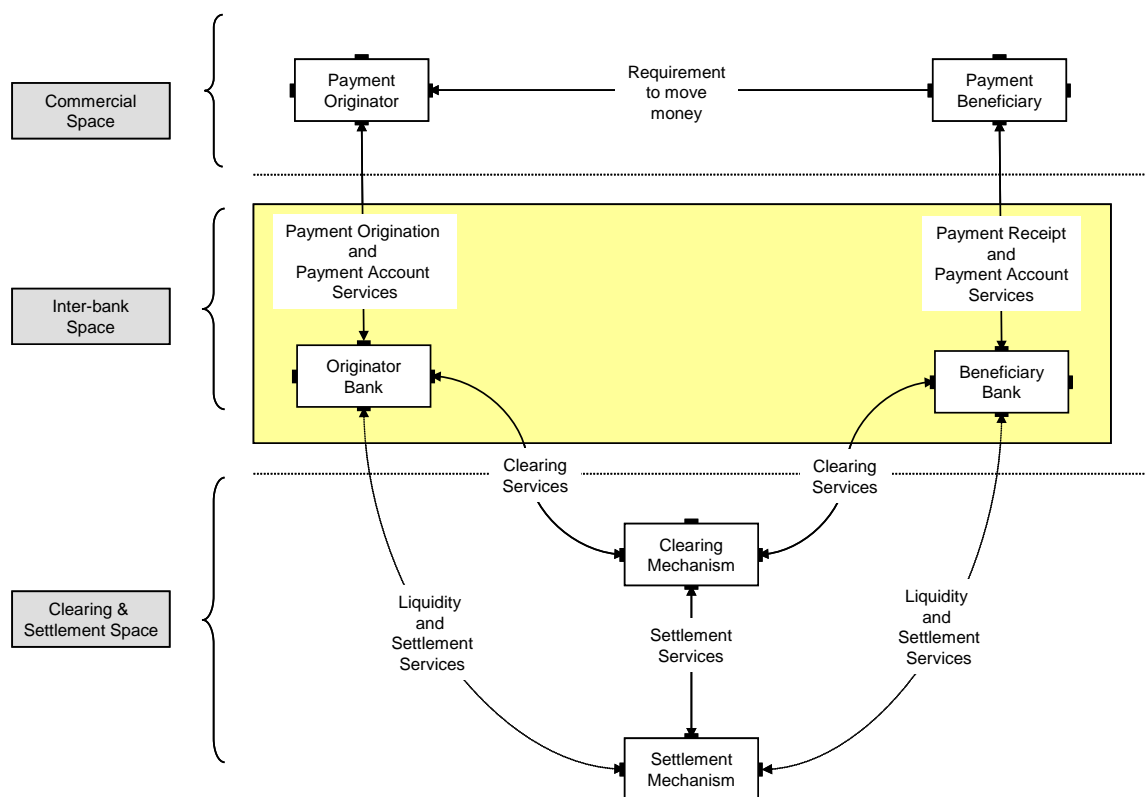 Commercial
Space
Payment
Originator
Requirement
to move
money
Payment
Beneficiary
Inter-bank
Space
Payment Origination
and
Payment Account
Services
Payment Receipt
and
Payment Account
Services
Originator
Bank
Beneficiary
Bank
Clearing
Services
Clearing
Services
Clearing &
Settlement Space
Clearing
Mechanism
Liquidity
and
Settlement
Services
Settlement
Services
Liquidity
and
Settlement
Services
Settlement
Mechanism